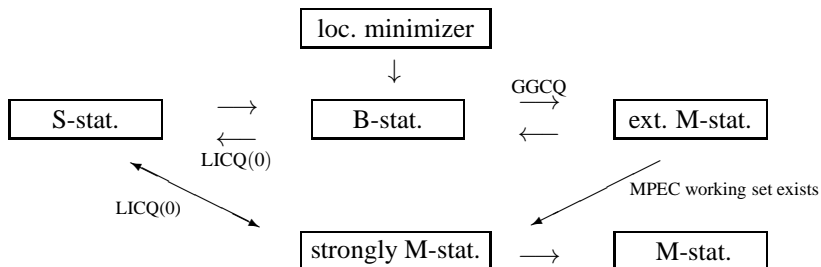 loc. minimizer
↓
GGCQ
S-stat. → B-stat. → ext. M-stat.
← ←
LICQ(0)
LICQ(0)
MPEC working set exists
strongly M-stat. → M-stat.